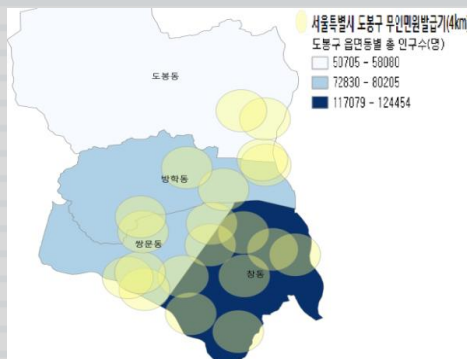 서울특별시 도봉구 무인민원발급기(4km
도봉구 읍면동별 총 인구수(명)
50705 - 58080
72830 - 80205
117079 - 124454
도봉동
방학동
쌍문동
창동